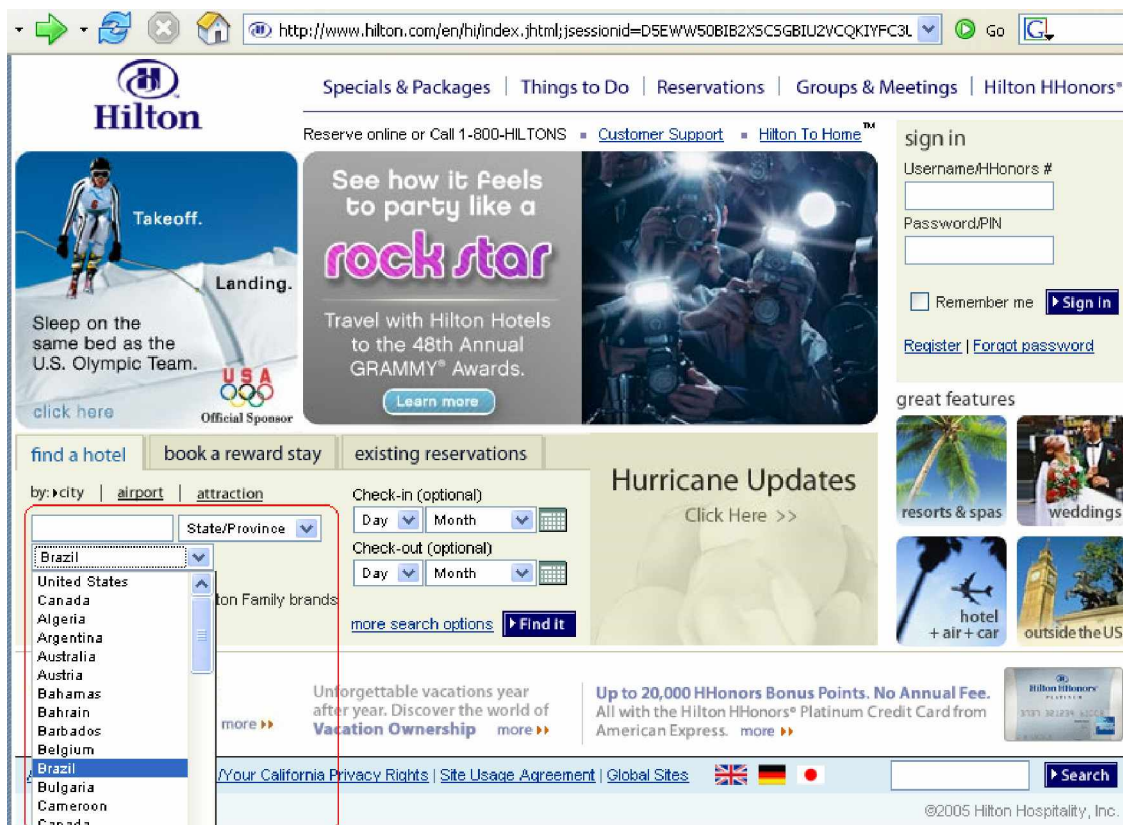 http://www.hilton.com/en/hi/index.jhtml;jsessionid=D5EWW50BIB2XSCSGBIU2VCQKIYFC3L
Go
G
Hilton
Specials & Packages | Things to Do | Reservations | Groups & Meetings | Hilton HHonors®
Reserve online or Call 1-800-HILTONS ▪ Customer Support ▪ Hilton To Home™
Takeoff.
Landing.
Sleep on the
same bed as the
U.S. Olympic Team.
click here
USA
Official Sponsor
See how it feels
to party like a
rock star
Travel with Hilton Hotels
to the 48th Annual
GRAMMY® Awards.
Learn more
sign in
Username/HHonors #
Password/PIN
Remember me
Sign In
Register | Forgot password
great features
resorts & spas
weddings
hotel
+ air + car
outside the US
find a hotel
book a reward stay
existing reservations
by: city | airport | attraction
State/Province
Brazil
United States
Canada
Algeria
Argentina
Australia
Austria
Bahamas
Bahrain
Barbados
Belgium
Brazil
Bulgaria
Cameroon
Canada
ton Family brands
Check-in (optional)
Day Month
Check-out (optional)
Day Month
more search options
Find it
Hurricane Updates
Click Here >>
more
Unforgettable vacations year
after year. Discover the world of
Vacation Ownership more
Up to 20,000 HHonors Bonus Points. No Annual Fee.
All with the Hilton HHonors® Platinum Credit Card from
American Express. more
Hilton HHonors
PLATINUM
/Your California Privacy Rights | Site Usage Agreement | Global Sites
Search
©2005 Hilton Hospitality, Inc.